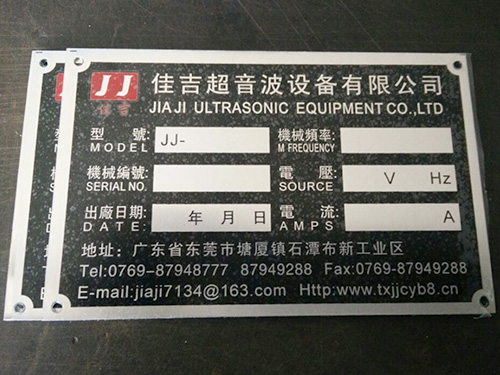 JJ 佳吉超音波设备有限公司
佳吉 JIAJI ULTRASONIC EQUIPMENT CO.,LTD
型 號: JJ- 機械頻率:
MODEL M FREQUENCY
機械编號: 電 壓: V Hz
SERIAL NO. SOURCE
出廠日期: 年 月 日 電 流: A
DATE: AMPS
地址: 广东省东莞市塘厦镇石潭布新工业区
Tel:0769-87948777 87949288 Fax:0769-87949288
E-mail:jiaji7134@163.com Http:www.txjjcyb8.cn